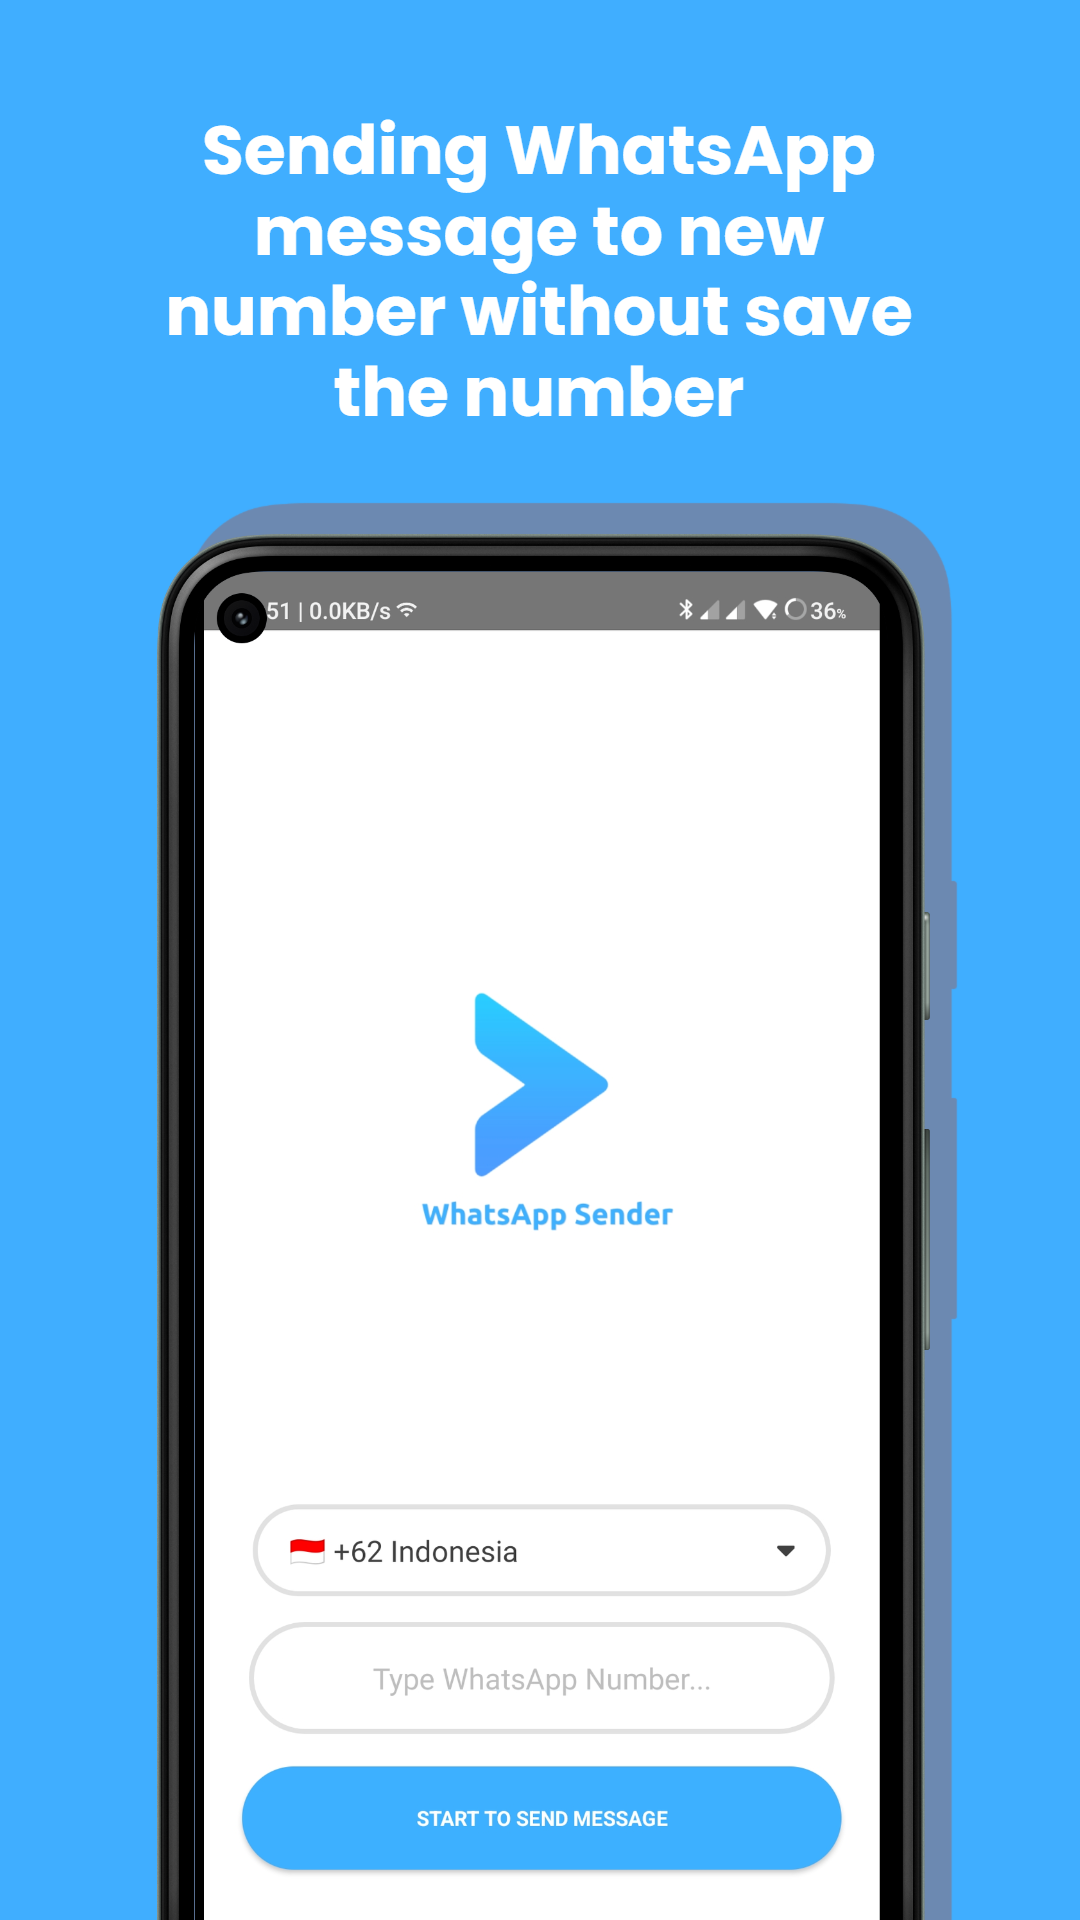 Sending WhatsApp
message to new
number without save
the number
51 | 0.0KB/s
36%
WhatsApp Sender
+62 Indonesia
Type WhatsApp Number...
START TO SEND MESSAGE